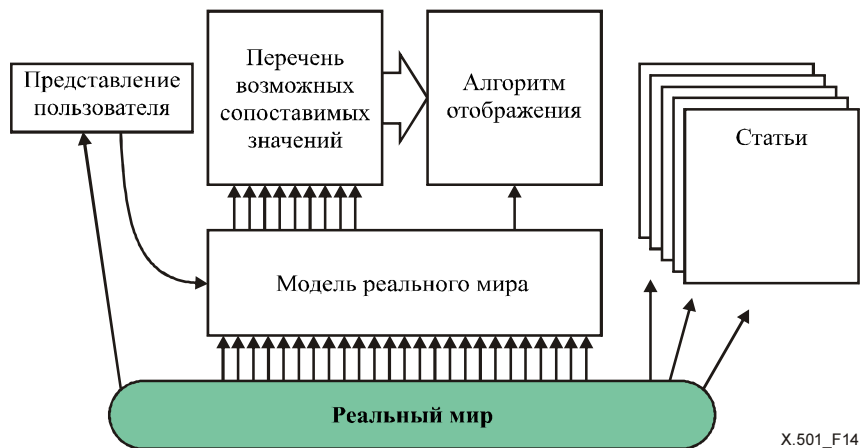 Представление
пользователя
Перечень
возможных
сопоставимых
значений
Алгоритм
отображения
Статьи
Модель реального мира
Реальный мир
X.501_F14